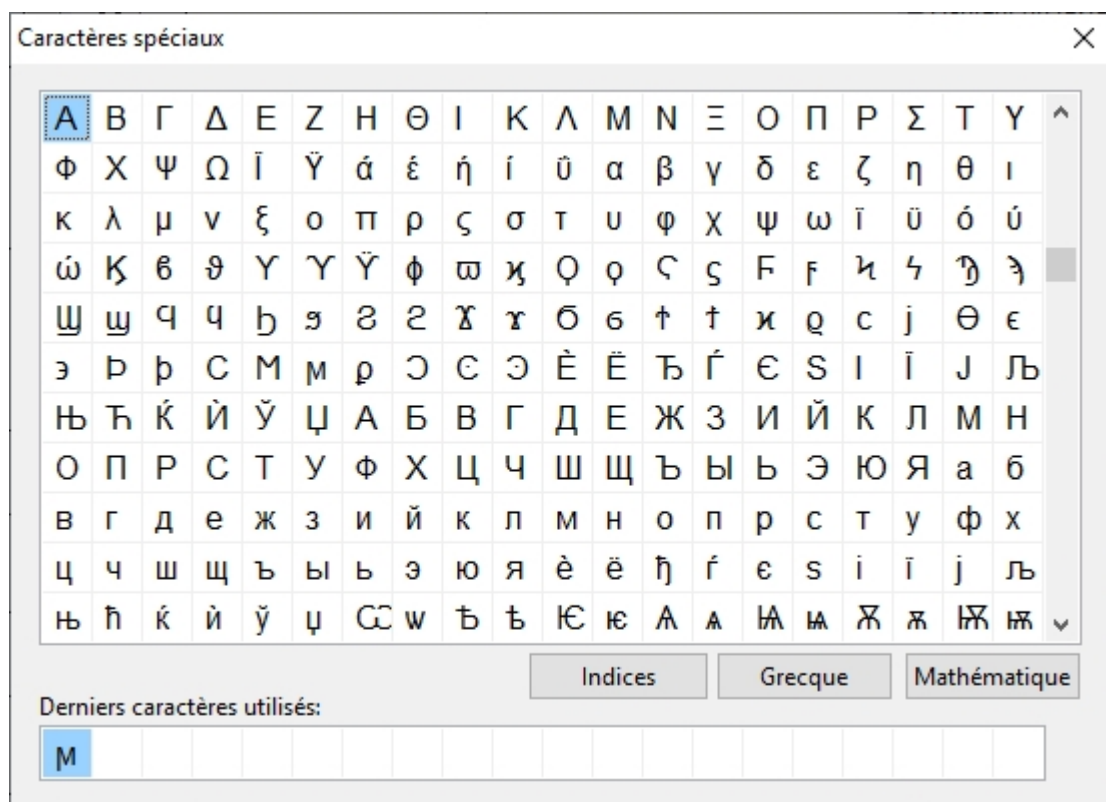 Caractères spéciaux
Α Β Γ Δ Ε Ζ Η Θ Ι Κ Λ Μ Ν Ξ Ο Π Ρ Σ Τ Υ
Φ Χ Ψ Ω Ϊ Ϋ ά έ ή ί ΰ α β γ δ ε ζ η θ ι
κ λ μ ν ξ ο π ρ ς σ τ υ φ χ ψ ω ϊ ϋ ό ύ
ώ Ϗ ϐ ϑ ϒ ϓ ϔ ϕ ϖ ϗ Ϙ ϙ Ϛ ϛ Ϝ ϝ Ϟ ϟ Ϡ ϡ
Ϣ ϣ Ϥ ϥ Ϧ ϧ Ϩ ϩ Ϫ ϫ Ϭ ϭ Ϯ ϯ ϰ ϱ ϲ ϳ ϴ ϵ
϶ Ϸ ϸ Ϲ Ϻ ϻ ϼ Ͻ Ͼ Ͽ Ѐ Ё Ђ Ѓ Є Ѕ І Ї Ј Љ
Њ Ћ Ќ Ѝ Ў Џ А Б В Г Д Е Ж З И Й К Л М Н
О П Р С Т У Ф Х Ц Ч Ш Щ Ъ Ы Ь Э Ю Я а б
в г д е ж з и й к л м н о п р с т у ф х
ц ч ш щ ъ ы ь э ю я ѐ ё ђ ѓ є ѕ і ї ј љ
њ ћ ќ ѝ ў џ Ѡ ѡ Ѣ ѣ Ѥ ѥ Ѧ ѧ Ѩ ѩ Ѫ ѫ Ѭ ѭ
Indices Grecque Mathématique
Derniers caractères utilisés:
ϻ